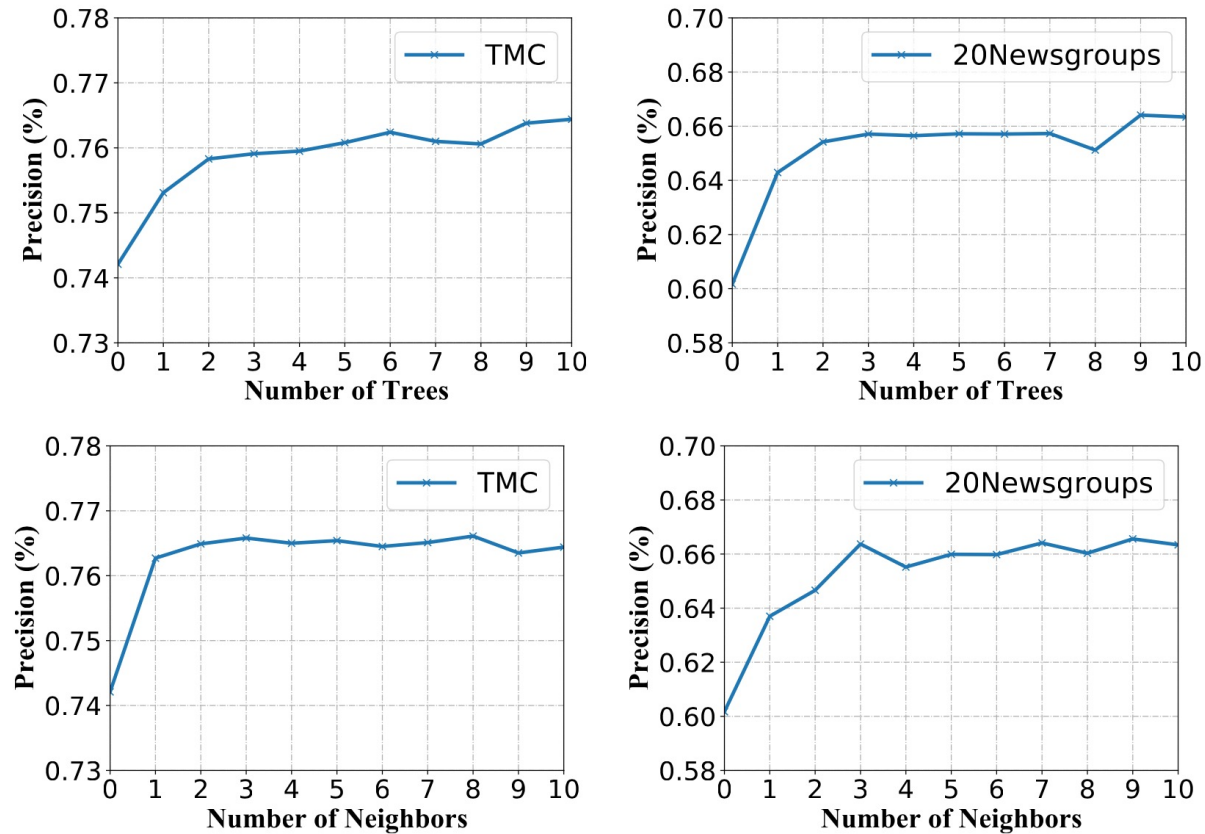 0.78
0.77
0.76
0.75
0.74
0.73
Precision (%)
TMC
0 1 2 3 4 5 6 7 8 9 10
Number of Trees
0.70
0.68
0.66
0.64
0.62
0.60
0.58
Precision (%)
20Newsgroups
0 1 2 3 4 5 6 7 8 9 10
Number of Trees
0.78
0.77
0.76
0.75
0.74
0.73
Precision (%)
TMC
0 1 2 3 4 5 6 7 8 9 10
Number of Neighbors
0.70
0.68
0.66
0.64
0.62
0.60
0.58
Precision (%)
20Newsgroups
0 1 2 3 4 5 6 7 8 9 10
Number of Neighbors